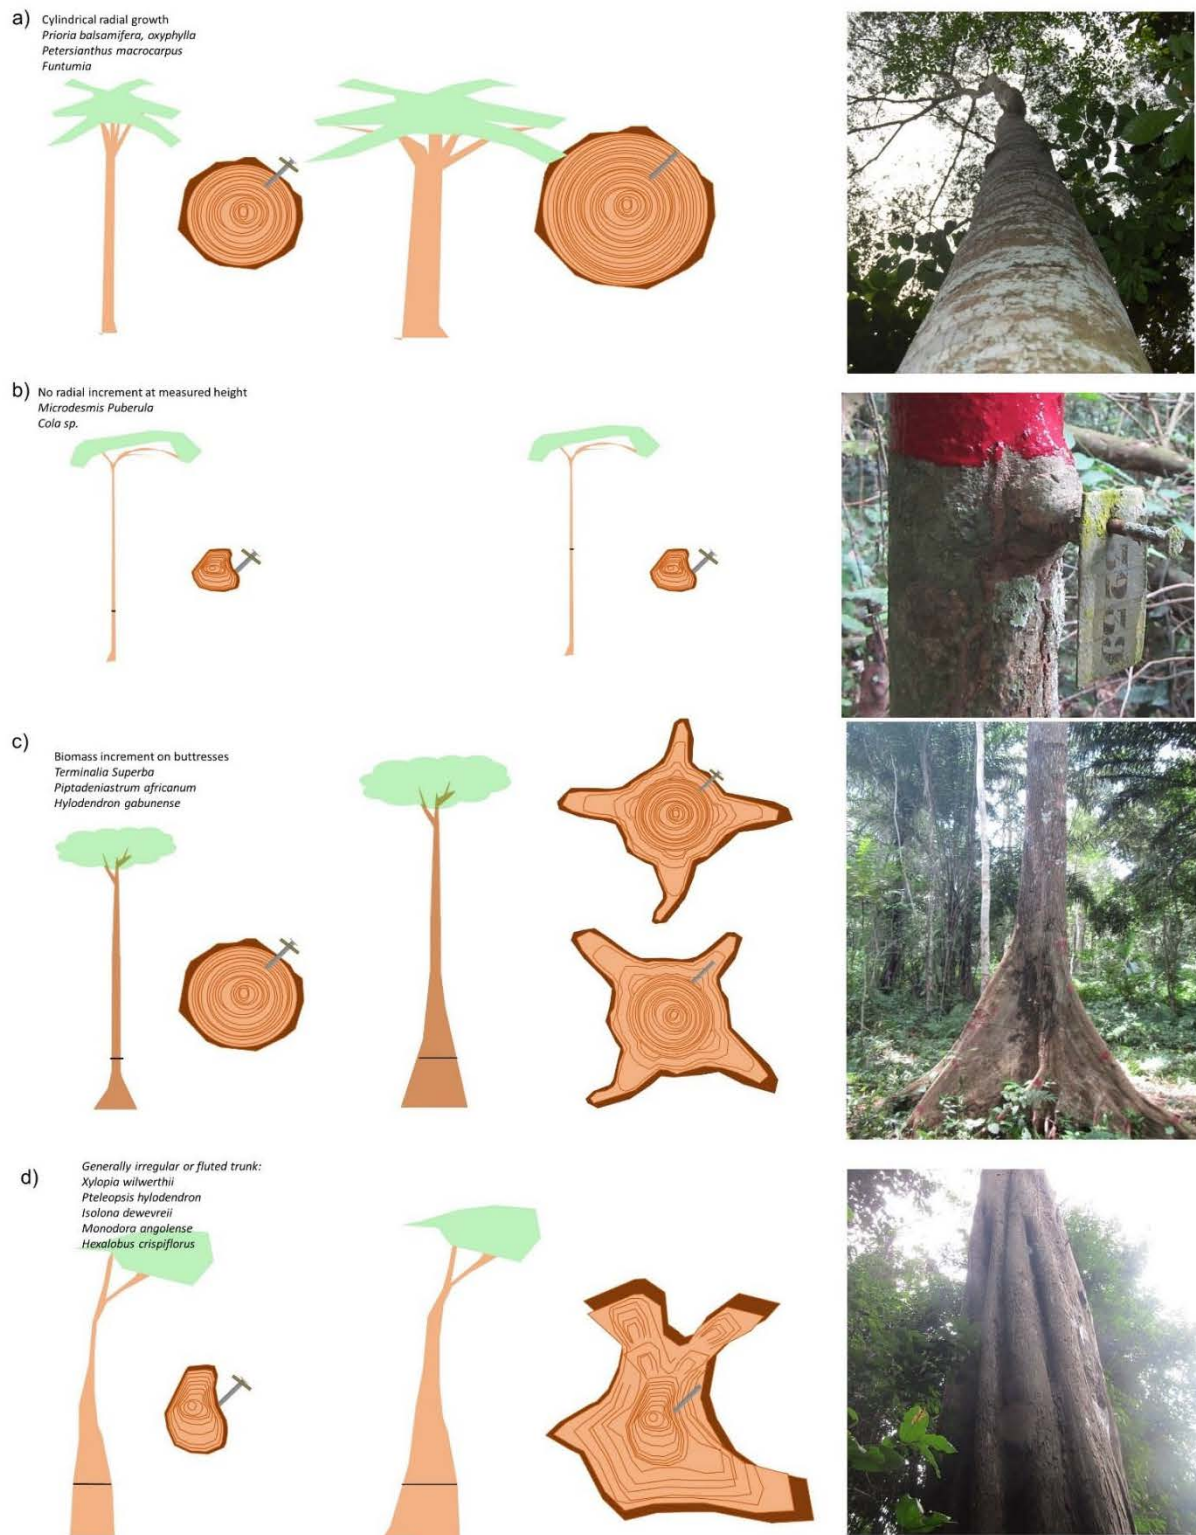 a) Cylindrical radial growth
Prioria balsamifera, oxyphylla
Petersianthus macrocarpus
Funtumia
b) No radial increment at measured height
Microdesmis Puberula
Cola sp.
c) Biomass increment on buttresses
Terminalia Superba
Piptadeniastrum africanum
Hylodendron gabunense
d) Generally irregular or fluted trunk:
Xylopia wilwerthii
Pteleopsis hylodendron
Isolona dewevreii
Monodora angolense
Hexalobus crispiflorus